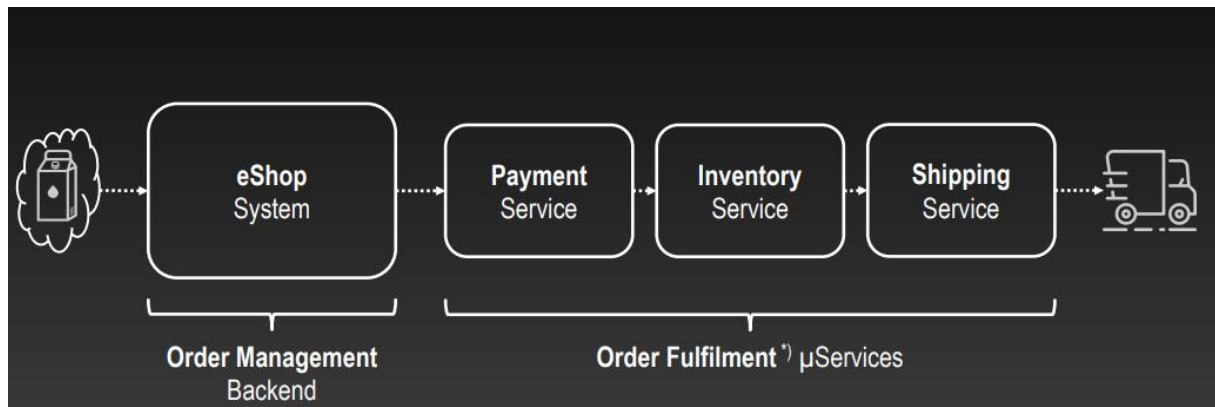 eShop
System
Payment
Service
Inventory
Service
Shipping
Service
Order Management
Backend
Order Fulfilment *) µServices